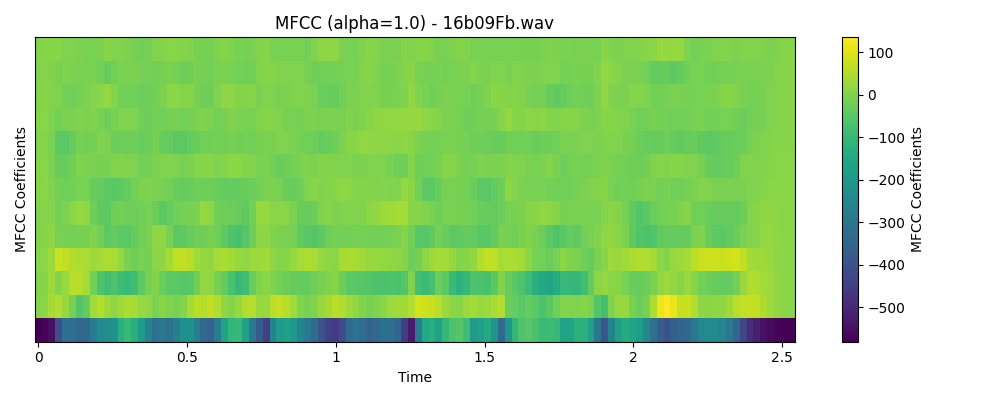 MFCC (alpha=1.0) - 16b09Fb.wav
MFCC Coefficients
0 0.5 1 1.5 2 2.5
Time
100
0
−100
−200
−300
−400
−500
MFCC Coefficients